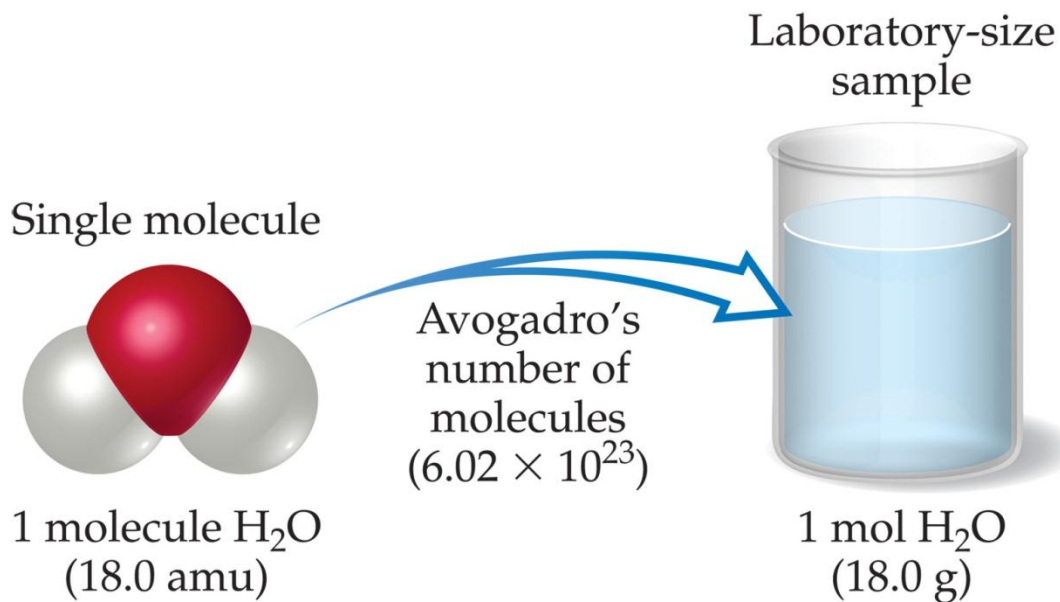 Laboratory-size
sample
Single molecule
Avogadro’s
number of
molecules
(6.02 × 10²³)
1 molecule H₂O
(18.0 amu)
1 mol H₂O
(18.0 g)